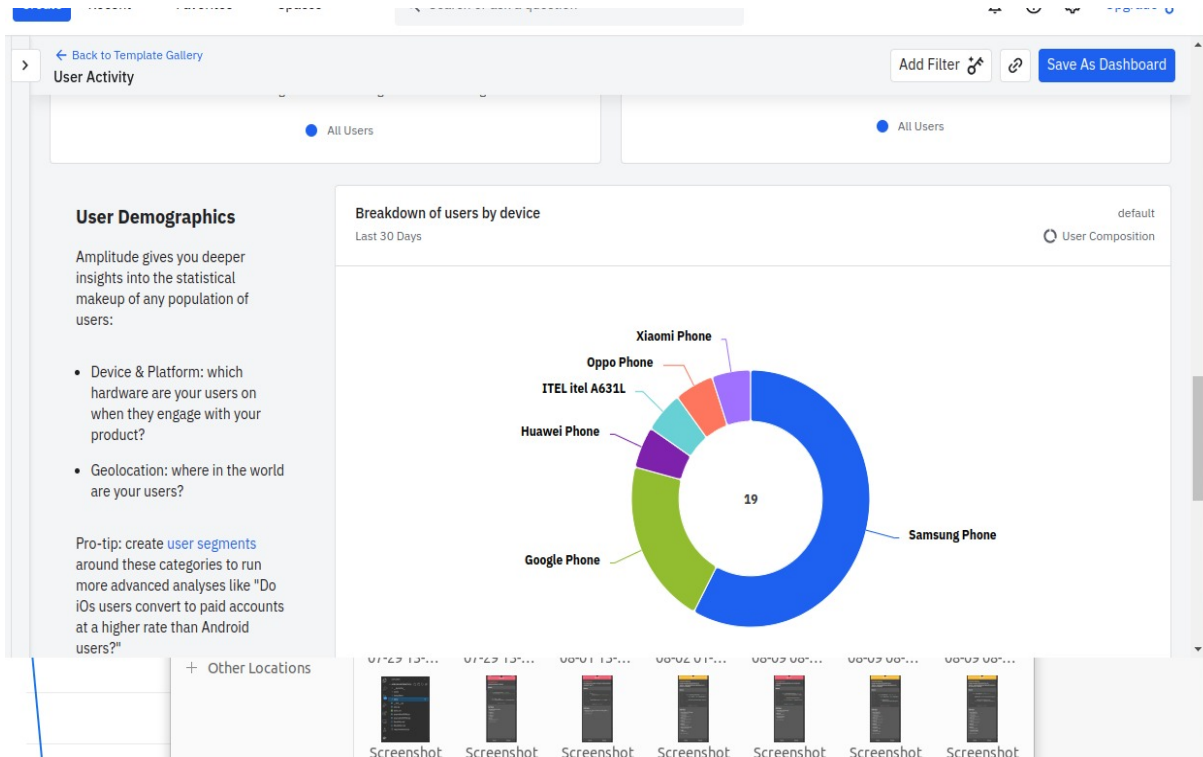 ← Back to Template Gallery
User Activity
Add Filter
Save As Dashboard
All Users
All Users
User Demographics
Amplitude gives you deeper
insights into the statistical
makeup of any population of
users:
• Device & Platform: which
hardware are your users on
when they engage with your
product?
• Geolocation: where in the world
are your users?
Pro-tip: create user segments
around these categories to run
more advanced analyses like "Do
iOs users convert to paid accounts
at a higher rate than Android
users?"
Breakdown of users by device
default
Last 30 Days
User Composition
Xiaomi Phone
Oppo Phone
ITEL itel A631L
Huawei Phone
19
Samsung Phone
Google Phone
+ Other Locations
Screenshot
Screenshot
Screenshot
Screenshot
Screenshot
Screenshot
Screenshot